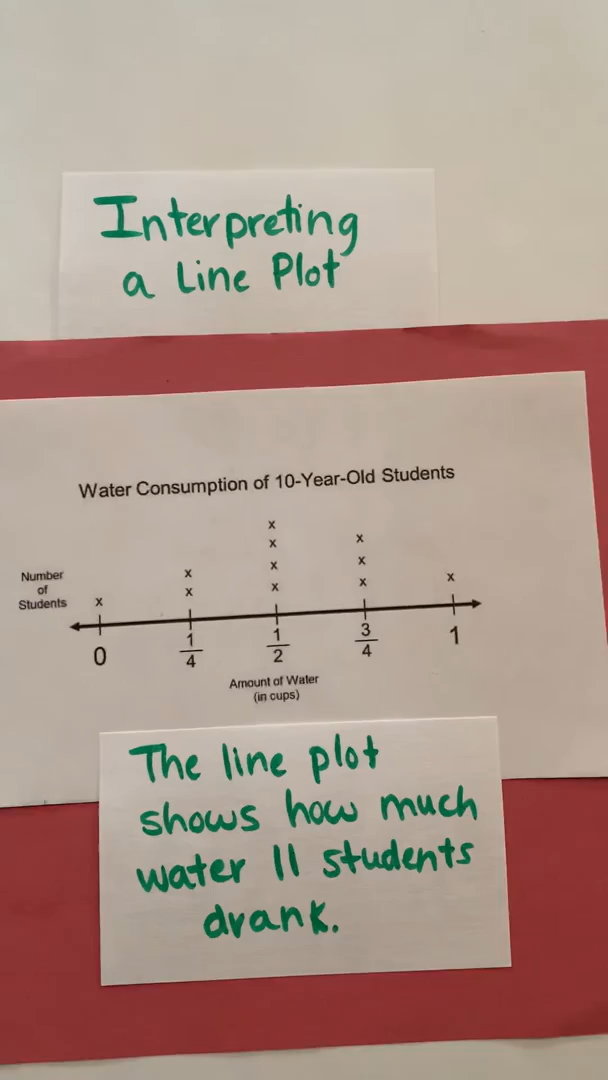 Interpreting
a Line Plot
Water Consumption of 10-Year-Old Students
x
x
x
x
x
x
x
x
x
x
x
Number
of
Students
0
1/4
1/2
3/4
1
Amount of Water
(in cups)
The line plot
shows how much
water 11 students
drank.